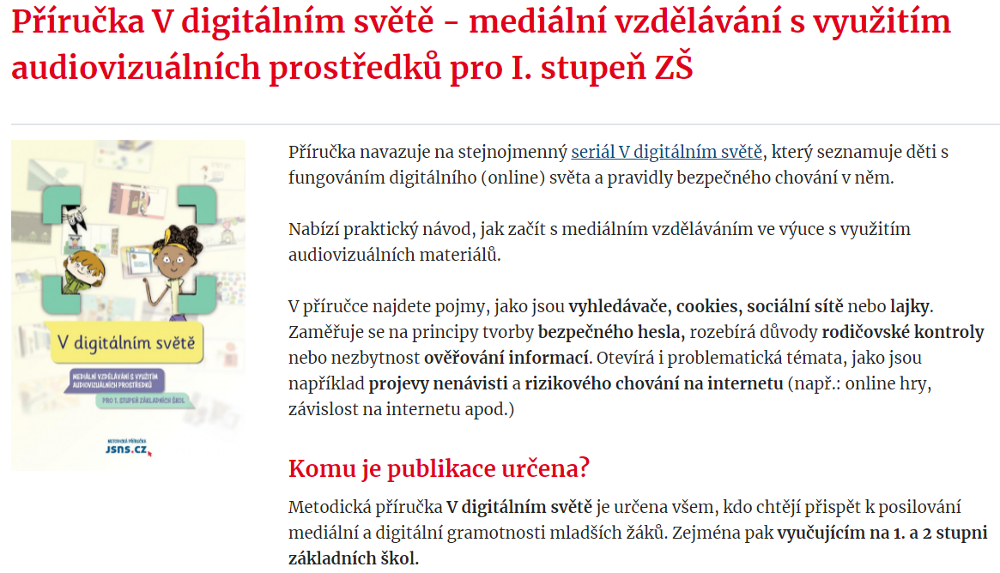 Příručka V digitálním světě - mediální vzdělávání s využitím
audiovizuálních prostředků pro I. stupeň ZŠ
V digitálním světě
MEDIÁLNÍ VZDĚLÁVÁNÍ S VYUŽITÍM
AUDIOVIZUÁLNÍCH PROSTŘEDKŮ
PRO 1. STUPEŇ ZÁKLADNÍCH ŠKOL
METODICKÁ PŘÍRUČKA
JSNS.CZ
Příručka navazuje na stejnojmenný seriál V digitálním světě, který seznamuje děti s
fungováním digitálního (online) světa a pravidly bezpečného chování v něm.
Nabízí praktický návod, jak začít s mediálním vzděláváním ve výuce s využitím
audiovizuálních materiálů.
V příručce najdete pojmy, jako jsou vyhledávače, cookies, sociální sítě nebo lajky.
Zaměřuje se na principy tvorby bezpečného hesla, rozebírá důvody rodičovské kontroly
nebo nezbytnost ověřování informací. Otevírá i problematická témata, jako jsou
například projevy nenávisti a rizikového chování na internetu (např.: online hry,
závislost na internetu apod.)
Komu je publikace určena?
Metodická příručka V digitálním světě je určena všem, kdo chtějí přispět k posilování
mediální a digitální gramotnosti mladších žáků. Zejména pak vyučujícím na 1. a 2 stupni
základních škol.